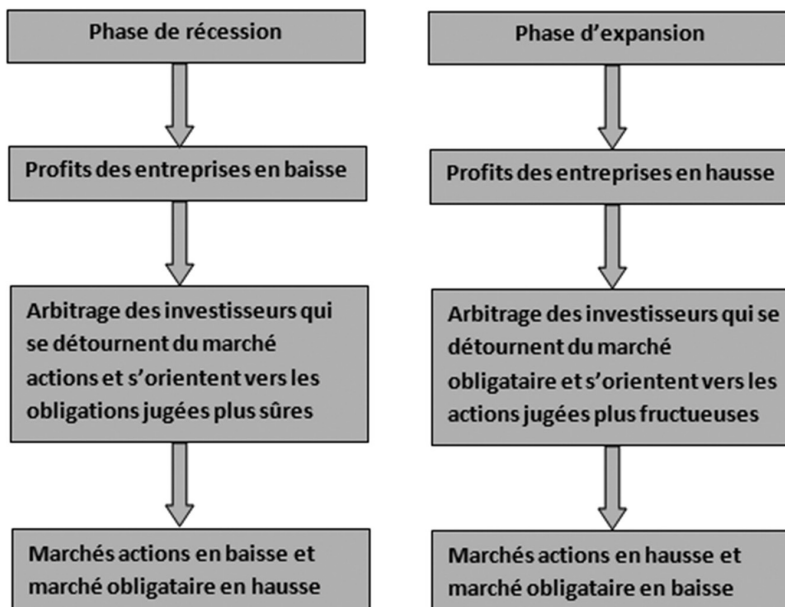 Phase de récession
Profits des entreprises en baisse
Arbitrage des investisseurs qui
se détournent du marché
actions et s’orientent vers les
obligations jugées plus sûres
Marchés actions en baisse et
marché obligataire en hausse
Phase d’expansion
Profits des entreprises en hausse
Arbitrage des investisseurs qui se
détournent du marché
obligataire et s’orientent vers les
actions jugées plus fructueuses
Marchés actions en hausse et
marché obligataire en baisse